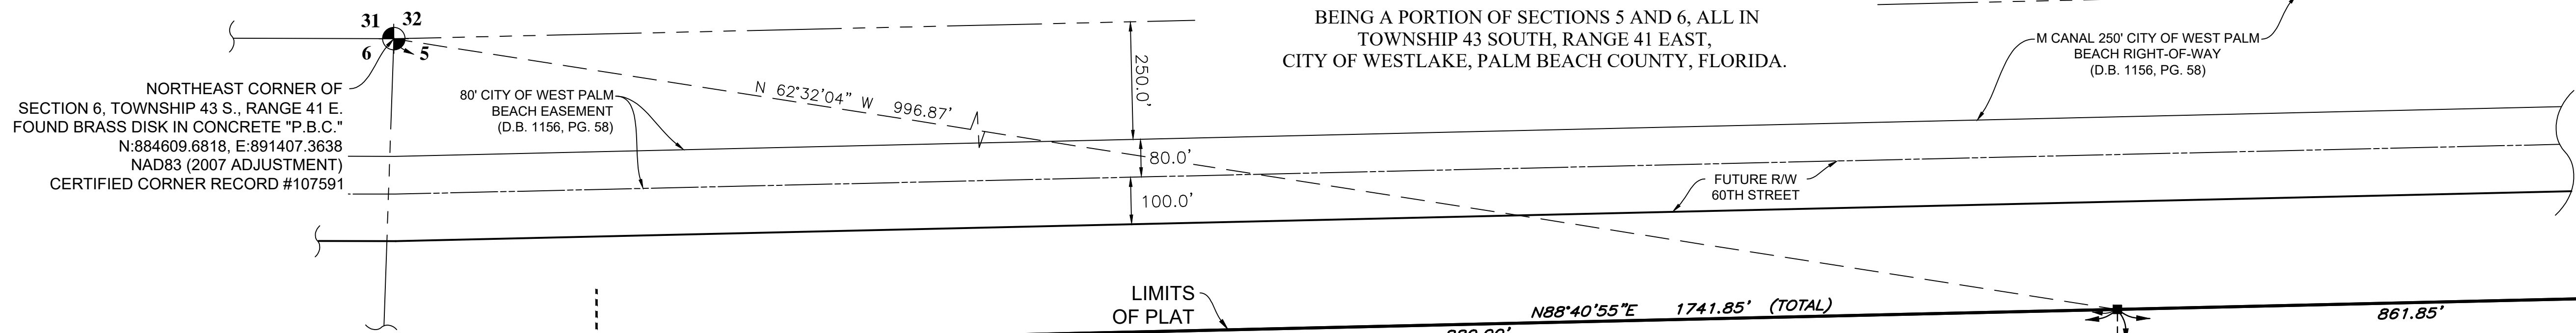 31 32
6 5
NORTHEAST CORNER OF
SECTION 6, TOWNSHIP 43 S., RANGE 41 E.
FOUND BRASS DISK IN CONCRETE "P.B.C."
N:884609.6818, E:891407.3638
NAD83 (2007 ADJUSTMENT)
CERTIFIED CORNER RECORD #107591
80' CITY OF WEST PALM
BEACH EASEMENT
(D.B. 1156, PG. 58)
N 62°32'04" W 996.87'
250.0'
80.0'
100.0'
BEING A PORTION OF SECTIONS 5 AND 6, ALL IN
TOWNSHIP 43 SOUTH, RANGE 41 EAST,
CITY OF WESTLAKE, PALM BEACH COUNTY, FLORIDA.
M CANAL 250' CITY OF WEST PALM
BEACH RIGHT-OF-WAY
(D.B. 1156, PG. 58)
FUTURE R/W
60TH STREET
LIMITS
OF PLAT
N88°40'55"E 1741.85' (TOTAL)
861.85'